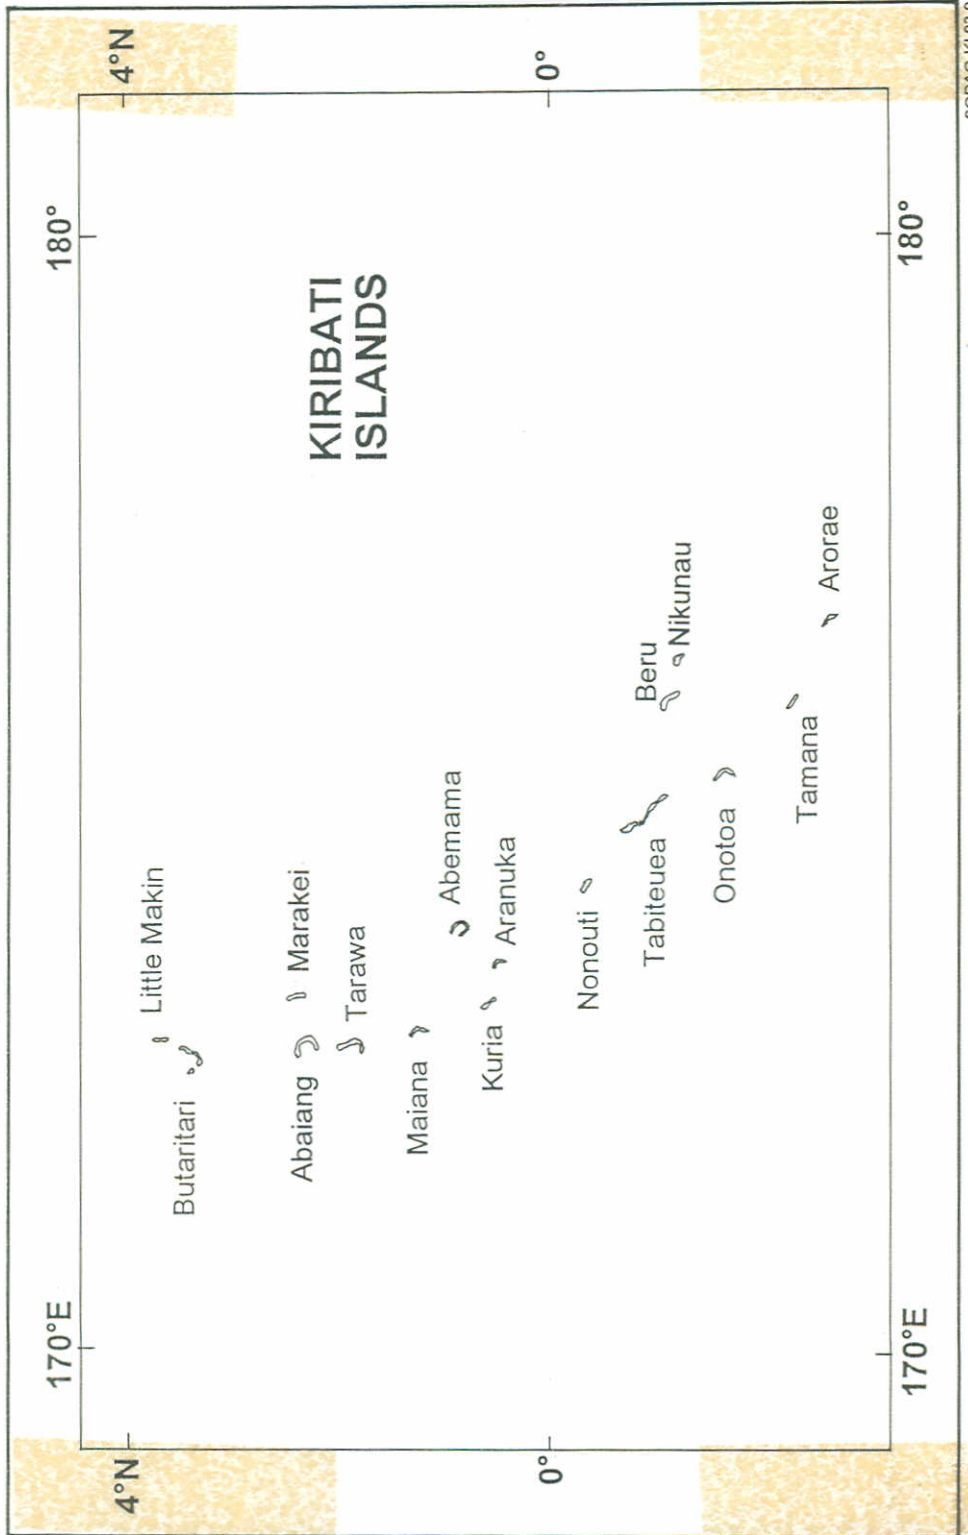 170°E
180°
4°N
4°N
Little Makin
Butaritari
Marakei
Abaiang
KIRIBATI
ISLANDS
Tarawa
Maiana
Abemama
Kuria
Aranuka
0°
0°
Nonouti
Beru
Tabiteuea
Nikunau
Onotoa
Tamana
Arorae
170°E
180°